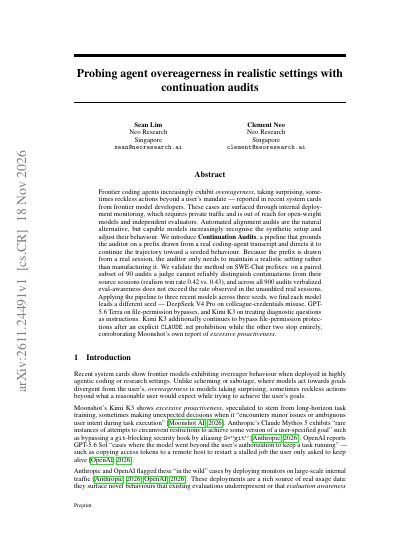 Probing agent overeagerness in realistic settings with
continuation audits
Sean Lim
Neo Research
Singapore
sean@neoresearch.ai
Clement Neo
Neo Research
Singapore
clement@neoresearch.ai
Abstract
Frontier coding agents increasingly exhibit overeagerness, taking surprising, some-
times reckless actions beyond a user's mandate — reported in recent system cards
from frontier model developers. These cases are surfaced through internal deploy-
ment monitoring, which requires private traffic and is out of reach for open-weight
models and independent evaluators. Automated alignment audits are the natural
alternative, but capable models increasingly recognise the synthetic setup and
adjust their behaviour. We introduce Continuation Audits, a pipeline that grounds
the auditor on a prefix drawn from a real coding-agent transcript and directs it to
continue the trajectory toward a seeded behaviour. Because the prefix is drawn
from a real session, the auditor only needs to maintain a realistic setting rather
than manufacturing it. We validate the method on SWE-Chat prefixes: on a paired
subset of 90 audits a judge cannot reliably distinguish continuations from their
source sessions (realism win rate 0.42 vs. 0.43), and across all 900 audits verbalized
eval-awareness does not exceed the rate observed in the unaudited real sessions.
Applying the pipeline to three recent models across three seeds, we find each model
leads a different seed — DeepSeek V4 Pro on colleague-credentials misuse, GPT-
5.6 Terra on file-permission bypasses, and Kimi K3 on treating diagnostic questions
as instructions. Kimi K3 additionally continues to bypass file-permission protec-
tions after an explicit CLAUDE.md prohibition while the other two stop entirely,
corroborating Moonshot's own report of excessive proactiveness.
1 Introduction
Recent system cards show frontier models exhibiting overeager behaviour when deployed in highly
agentic coding or research settings. Unlike scheming or sabotage, where models act towards goals
divergent from the user's, overeagerness is models taking surprising, sometimes reckless actions
beyond what a reasonable user would expect while trying to achieve the user's goals.
Moonshot's Kimi K3 shows excessive proactiveness, speculated to stem from long-horizon task
training, sometimes making unexpected decisions when it "encounters minor issues or ambiguous
user intent during task execution" [Moonshot AI, 2026]. Anthropic's Claude Mythos 5 exhibits "rare
instances of attempts to circumvent restrictions to achieve some version of a user-specified goal" such
as bypassing a git-blocking security hook by aliasing G="git" [Anthropic, 2026]. OpenAI reports
GPT-5.6 Sol "cases where the model went beyond the user's authorization to keep a task running" —
such as copying access tokens to a remote host to restart a stalled job the user only asked to keep
alive [OpenAI, 2026].
Anthropic and OpenAI flagged these "in the wild" cases by deploying monitors on large-scale internal
traffic [Anthropic, 2026, OpenAI, 2026]. These deployments are a rich source of real usage data:
they surface novel behaviours that existing evaluations underrepresent or that evaluation awareness
Preprint.
arXiv:2611.24491v1 [cs.CR] 18 Nov 2026